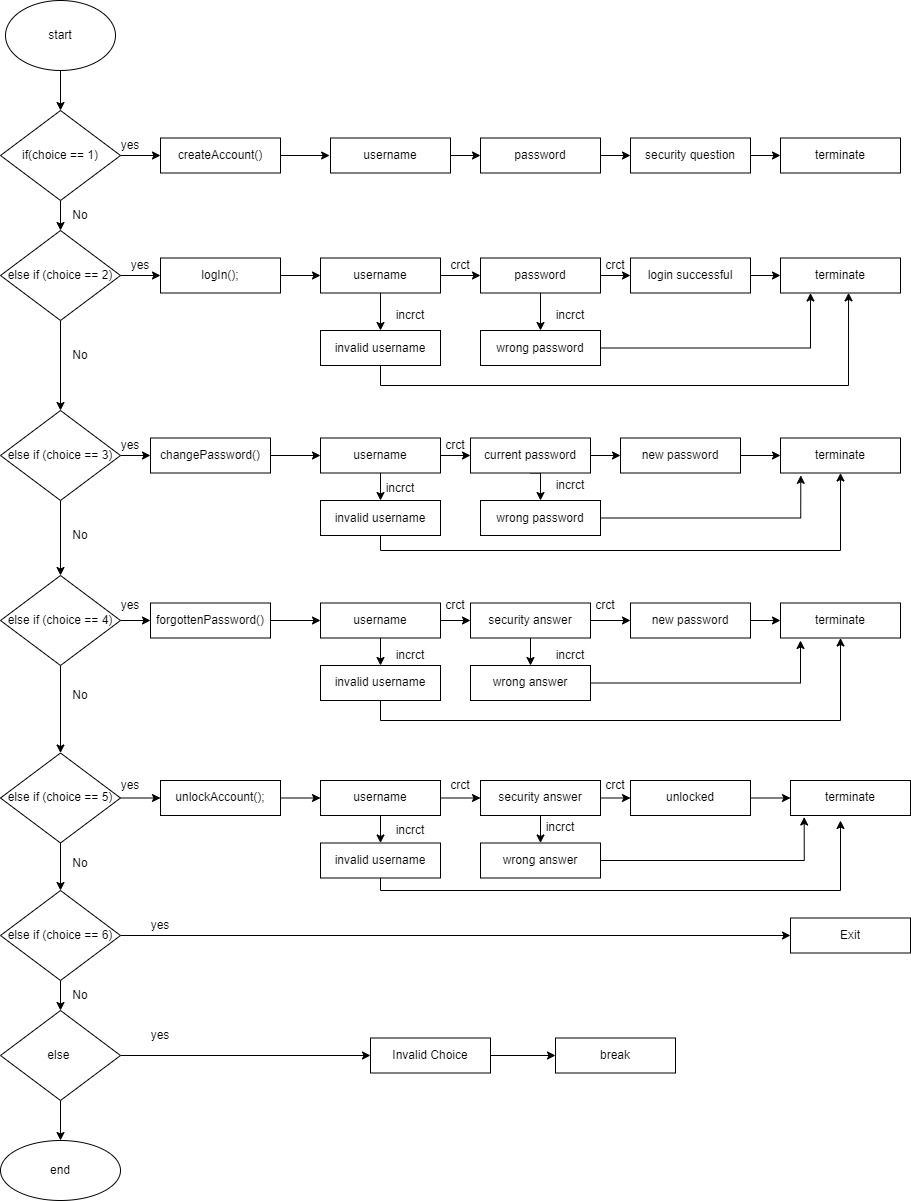 start
if(choice == 1)
yes
createAccount()
username
password
security question
terminate
No
else if (choice == 2)
yes
logIn();
username
crct
password
crct
login successful
terminate
incrct
incrct
invalid username
wrong password
No
else if (choice == 3)
yes
changePassword()
username
crct
current password
new password
terminate
incrct
incrct
invalid username
wrong password
No
else if (choice == 4)
yes
forgottenPassword()
username
crct
security answer
crct
new password
terminate
incrct
incrct
invalid username
wrong answer
No
else if (choice == 5)
yes
unlockAccount();
username
crct
security answer
crct
unlocked
terminate
incrct
incrct
invalid username
wrong answer
No
else if (choice == 6)
yes
Exit
No
else
yes
Invalid Choice
break
end